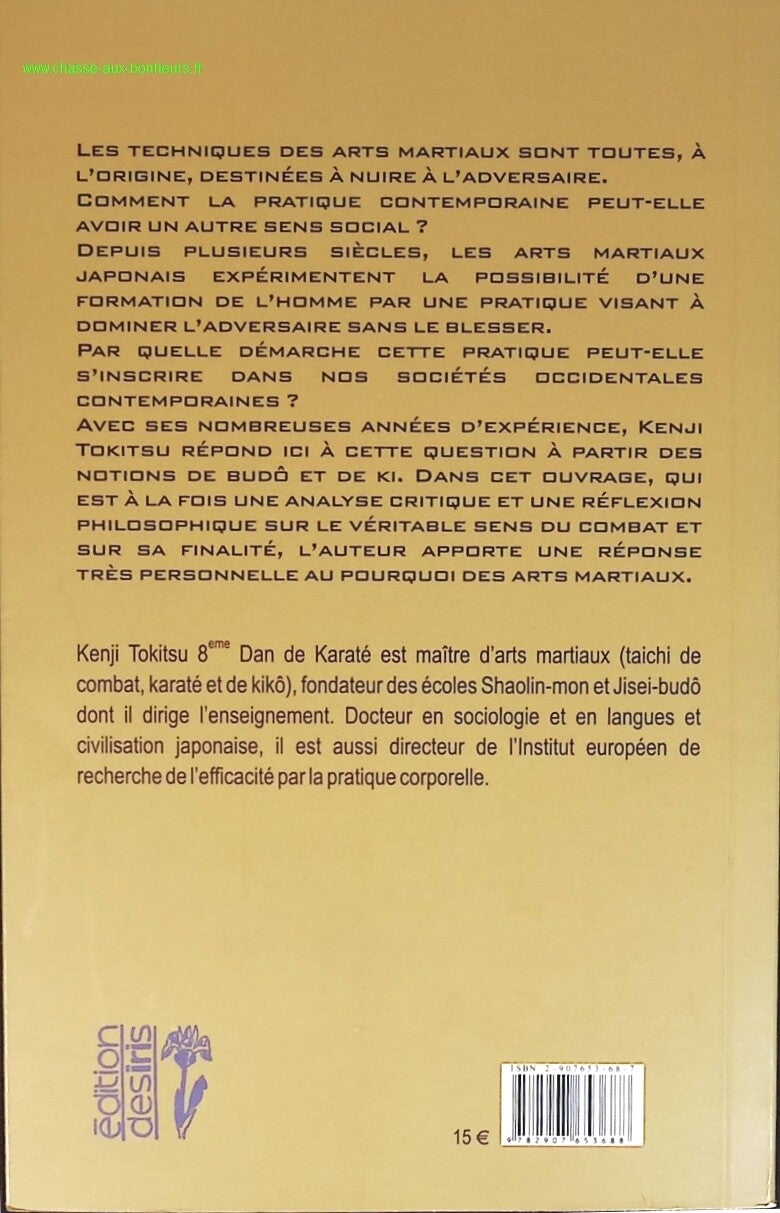 www.chasse-aux-bonheurs.fr
LES TECHNIQUES DES ARTS MARTIAUX SONT TOUTES, À
L'ORIGINE, DESTINÉES À NUIRE À L'ADVERSAIRE.
COMMENT LA PRATIQUE CONTEMPORAINE PEUT-ELLE
AVOIR UN AUTRE SENS SOCIAL ?
DEPUIS PLUSIEURS SIÈCLES, LES ARTS MARTIAUX
JAPONAIS EXPÉRIMENTENT LA POSSIBILITÉ D'UNE
FORMATION DE L'HOMME PAR UNE PRATIQUE VISANT À
DOMINER L'ADVERSAIRE SANS LE BLESSER.
PAR QUELLE DÉMARCHE CETTE PRATIQUE PEUT-ELLE
S'INSCRIRE DANS NOS SOCIÉTÉS OCCIDENTALES
CONTEMPORAINES ?
AVEC SES NOMBREUSES ANNÉES D'EXPÉRIENCE, KENJI
TOKITSU RÉPOND ICI À CETTE QUESTION À PARTIR DES
NOTIONS DE BUDÔ ET DE KI. DANS CET OUVRAGE, QUI
EST À LA FOIS UNE ANALYSE CRITIQUE ET UNE RÉFLEXION
PHILOSOPHIQUE SUR LE VÉRITABLE SENS DU COMBAT ET
SUR SA FINALITÉ, L'AUTEUR APPORTE UNE RÉPONSE
TRÈS PERSONNELLE AU POURQUOI DES ARTS MARTIAUX.
Kenji Tokitsu 8eme Dan de Karaté est maître d'arts martiaux (taichi de
combat, karaté et de kikô), fondateur des écoles Shaolin-mon et Jisei-budô
dont il dirige l'enseignement. Docteur en sociologie et en langues et
civilisation japonaise, il est aussi directeur de l'Institut européen de
recherche de l'efficacité par la pratique corporelle.
édition
desiris
15 €
ISBN 2-907653-68-7
9 782907 653688